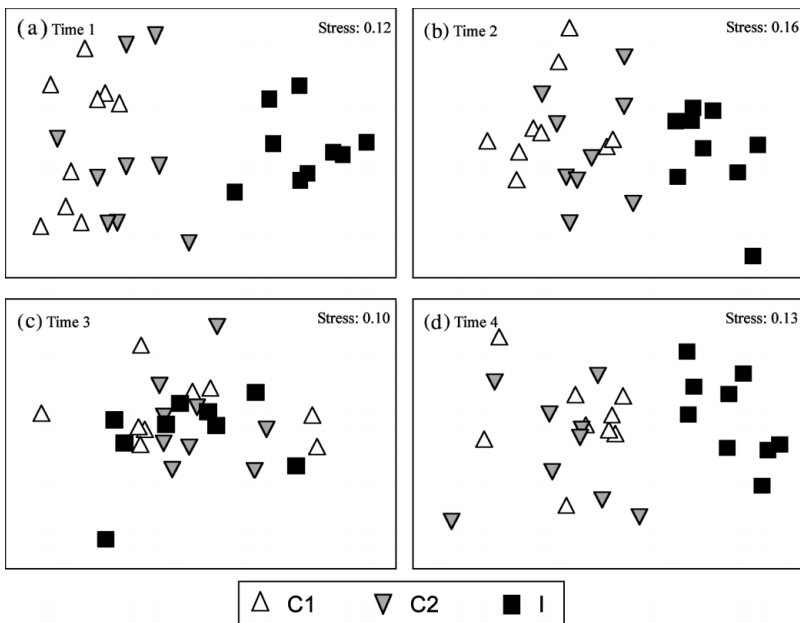 (a) Time 1 Stress: 0.12
(b) Time 2 Stress: 0.16
(c) Time 3 Stress: 0.10
(d) Time 4 Stress: 0.13
C1 C2 I